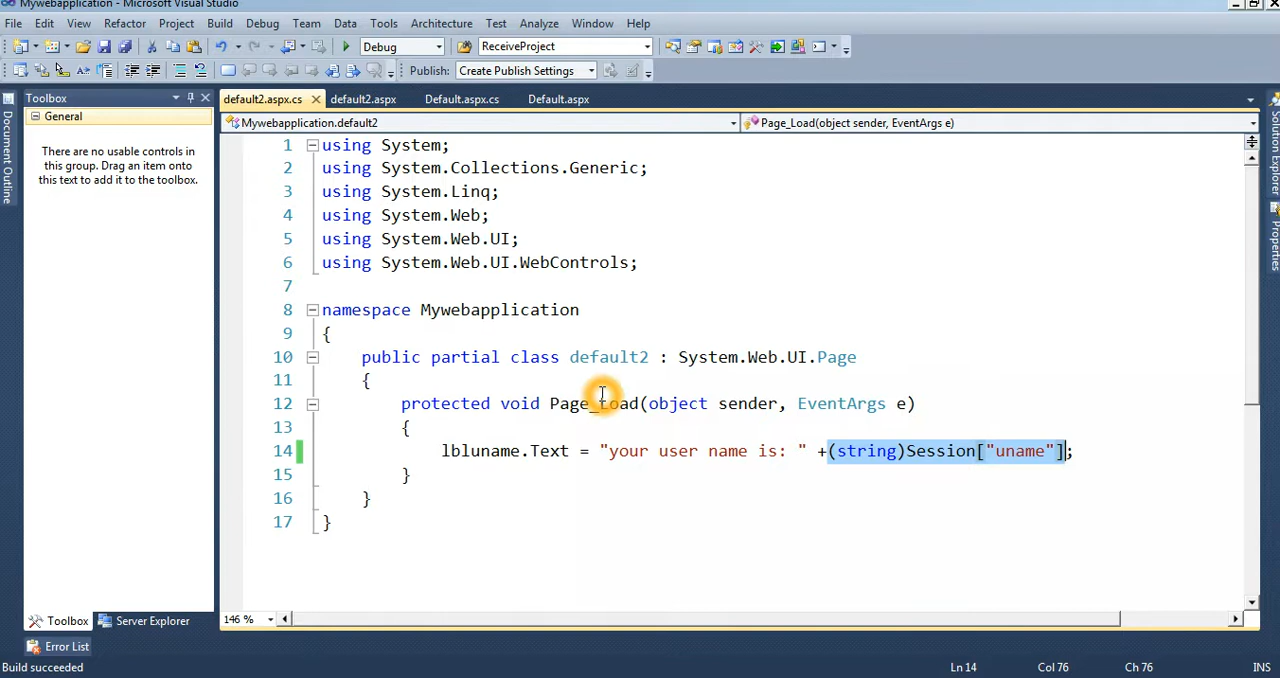 Mywebapplication - Microsoft Visual Studio
File Edit View Refactor Project Build Debug Team Data Tools Architecture Test Analyze Window Help
Debug ReceiveProject
Publish: Create Publish Settings
Toolbox
General
There are no usable controls in
this group. Drag an item onto
this text to add it to the toolbox.
Document Outline
Toolbox Server Explorer
default2.aspx.cs default2.aspx Default.aspx.cs Default.aspx
Mywebapplication.default2 Page_Load(object sender, EventArgs e)
1 using System;
2 using System.Collections.Generic;
3 using System.Linq;
4 using System.Web;
5 using System.Web.UI;
6 using System.Web.UI.WebControls;
7
8 namespace Mywebapplication
9 {
10 public partial class default2 : System.Web.UI.Page
11 {
12 protected void Page_Load(object sender, EventArgs e)
13 {
14 lbluname.Text = "your user name is: " +(string)Session["uname"];
15 }
16 }
17 }
146 %
Solution Explorer
Properties
Error List
Build succeeded Ln 14 Col 76 Ch 76 INS